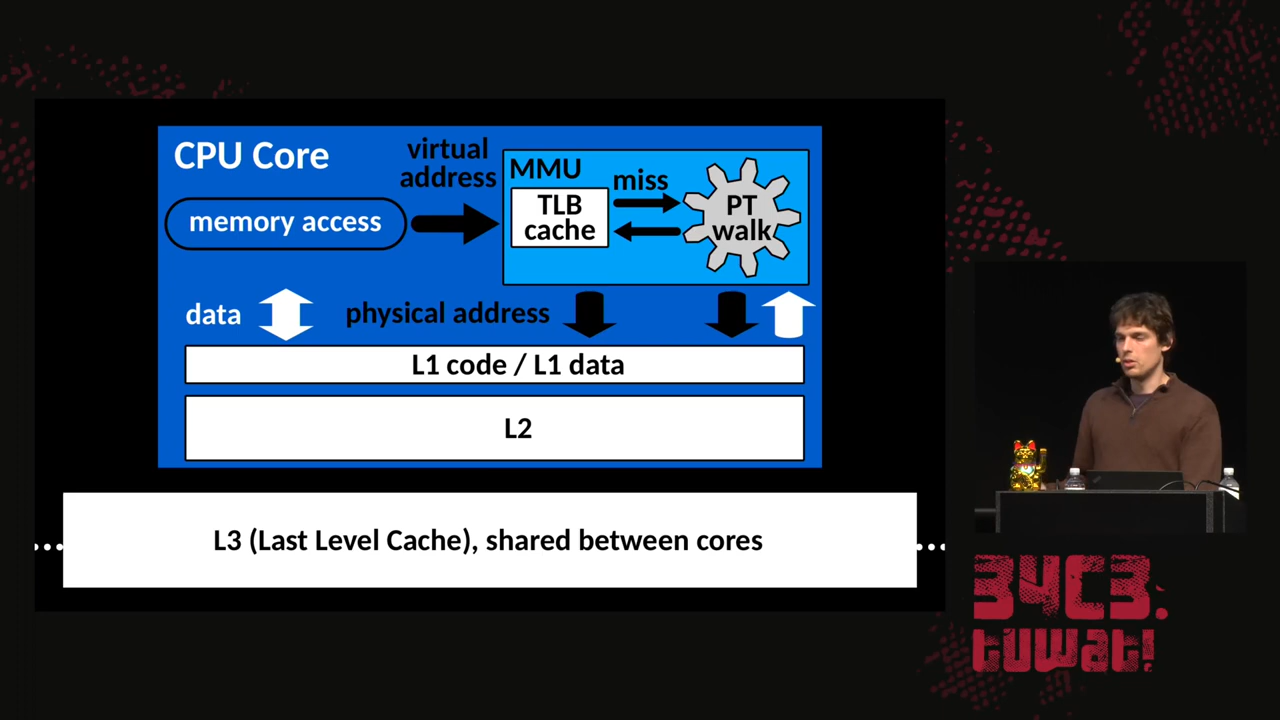 CPU Core
virtual
address
MMU
miss
memory access
TLB
cache
PT
walk
data
physical address
L1 code / L1 data
L2
L3 (Last Level Cache), shared between cores
34C3.
tuwat!